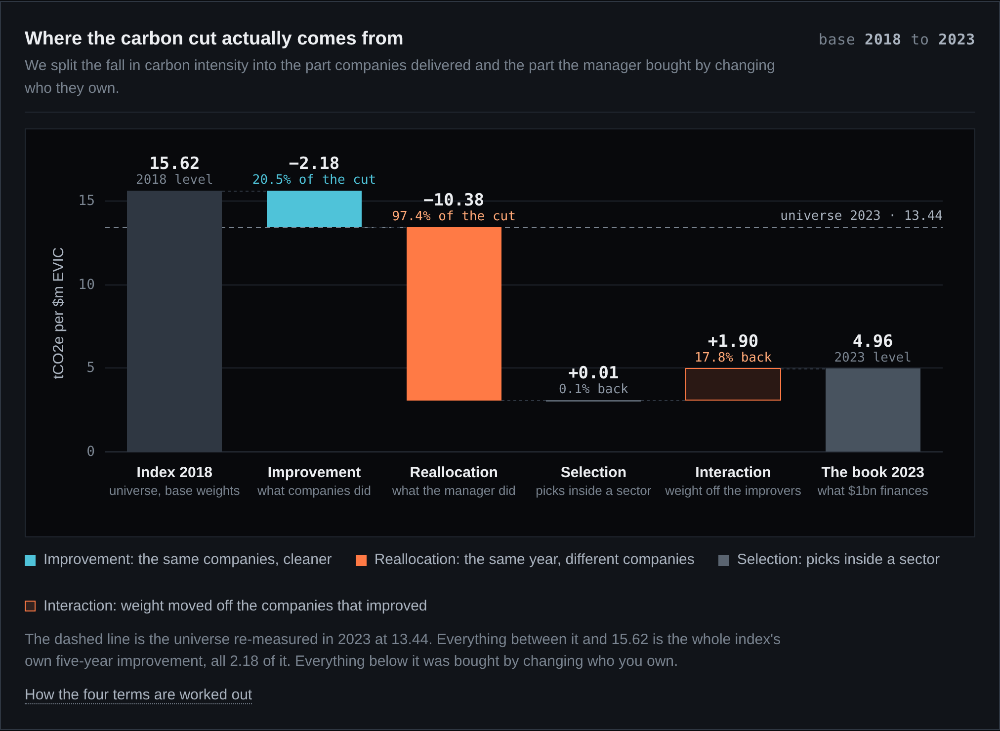 Where the carbon cut actually comes from
base 2018 to 2023
We split the fall in carbon intensity into the part companies delivered and the part the manager bought by changing
who they own.
15.62
2018 level
−2.18
20.5% of the cut
−10.38
97.4% of the cut
universe 2023 · 13.44
+0.01
0.1% back
+1.90
17.8% back
4.96
2023 level
tCO2e per $m EVIC
15
10
5
0
Index 2018
universe, base weights
Improvement
what companies did
Reallocation
what the manager did
Selection
picks inside a sector
Interaction
weight off the improvers
The book 2023
what $1bn finances
Improvement: the same companies, cleaner
Reallocation: the same year, different companies
Selection: picks inside a sector
Interaction: weight moved off the companies that improved
The dashed line is the universe re-measured in 2023 at 13.44. Everything between it and 15.62 is the whole index's
own five-year improvement, all 2.18 of it. Everything below it was bought by changing who you own.
How the four terms are worked out